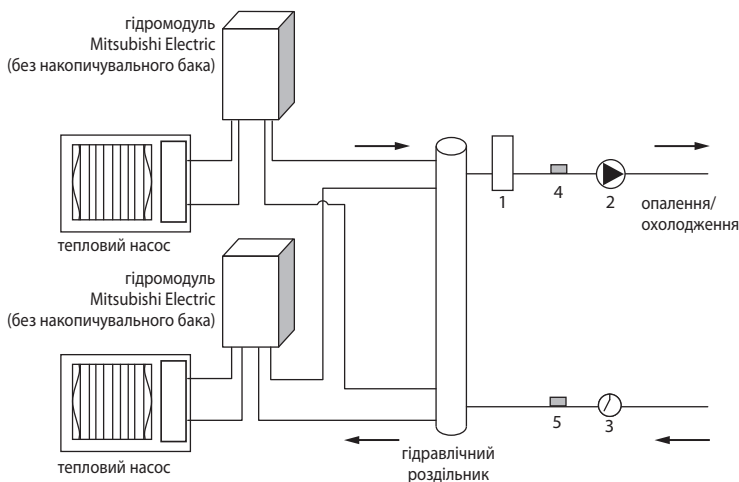 гідромодуль
Mitsubishi Electric
(без накопичувального бака)
тепловий насос
1
4
2
опалення/
охолодження
гідромодуль
Mitsubishi Electric
(без накопичувального бака)
тепловий насос
5
3
гідравлічний
роздільник